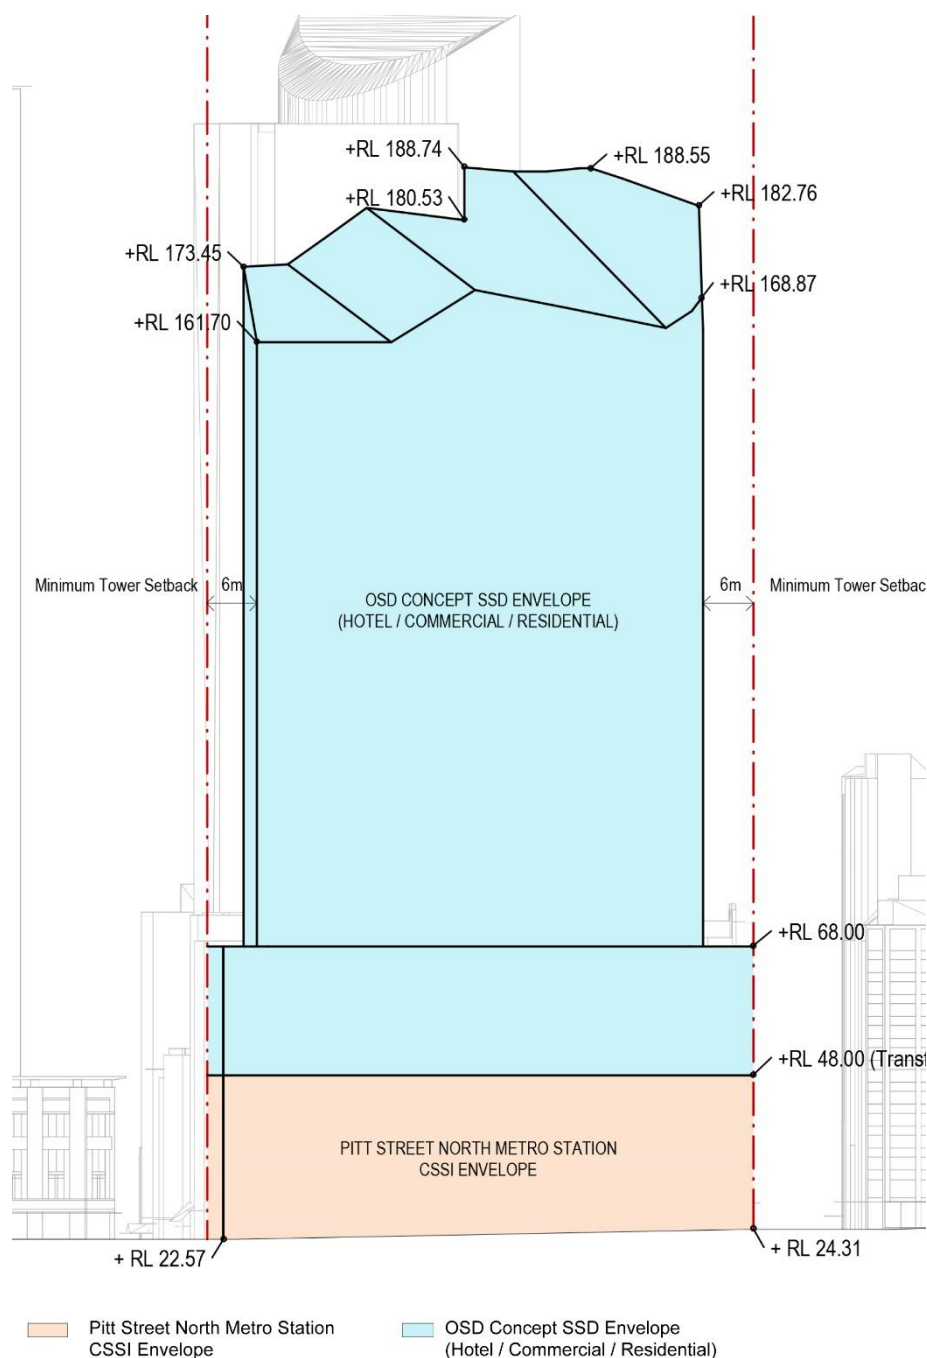 +RL 188.74
+RL 188.55
+RL 180.53
+RL 182.76
+RL 173.45
+RL 168.87
+RL 161.70
Minimum Tower Setback
6m
OSD CONCEPT SSD ENVELOPE
(HOTEL / COMMERCIAL / RESIDENTIAL)
6m
Minimum Tower Setbac
+RL 68.00
+RL 48.00 (Transf
PITT STREET NORTH METRO STATION
CSSI ENVELOPE
+ RL 22.57
+ RL 24.31
Pitt Street North Metro Station
CSSI Envelope
OSD Concept SSD Envelope
(Hotel / Commercial / Residential)